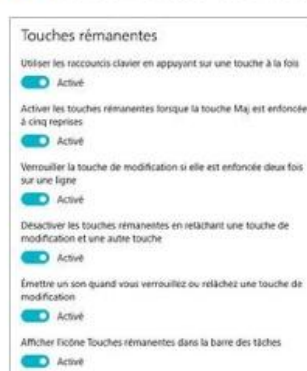 Touches rémanentes
Utiliser les raccourcis clavier en appuyant sur une touche à la fois
Activé
Activer les touches rémanentes lorsque la touche Maj est enfoncée
à cinq reprises
Activé
Verrouiller la touche de modification si elle est enfoncée deux fois
sur une ligne
Activé
Désactiver les touches rémanentes en relâchant une touche de
modification et une autre touche
Activé
Émettre un son quand vous verrouillez ou relâchez une touche de
modification
Activé
Afficher l'icône Touches rémanentes dans la barre des tâches
Activé